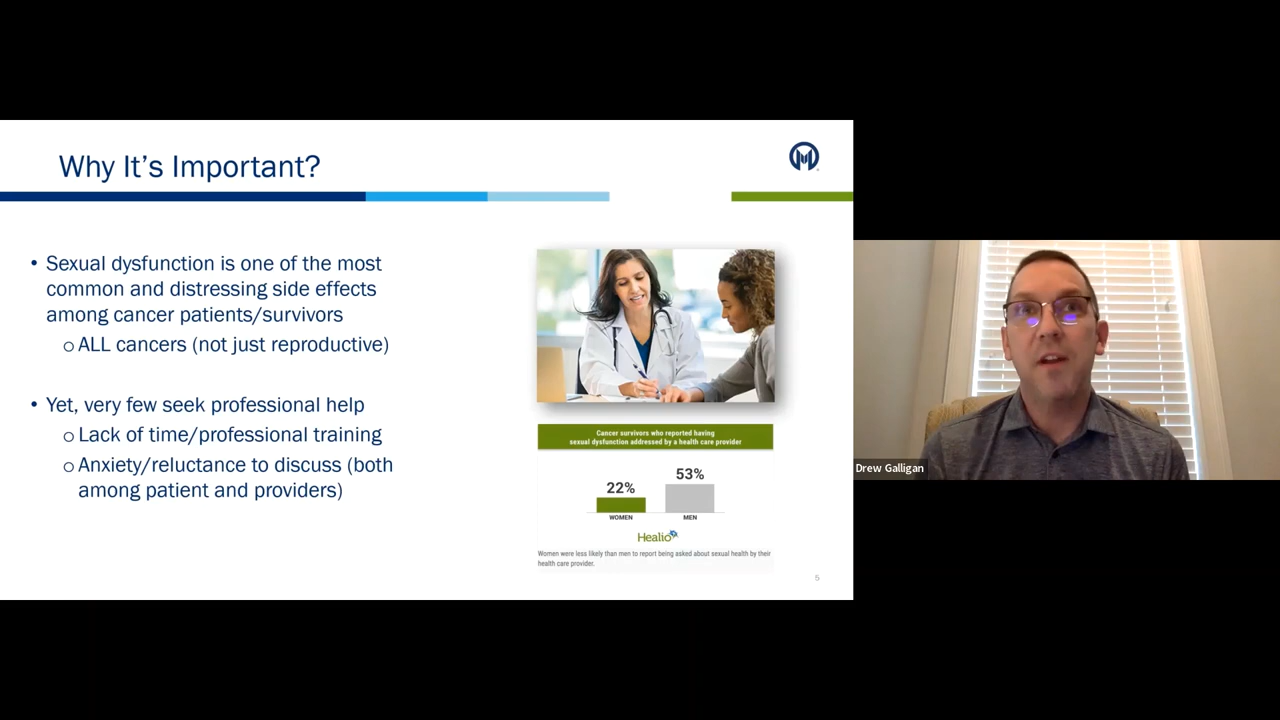 Why It's Important?
• Sexual dysfunction is one of the most
common and distressing side effects
among cancer patients/survivors
o ALL cancers (not just reproductive)
• Yet, very few seek professional help
o Lack of time/professional training
o Anxiety/reluctance to discuss (both
among patient and providers)
Cancer survivors who reported having
sexual dysfunction addressed by a health care provider
22%
53%
WOMEN
MEN
Healio
Women were less likely than men to report being asked about sexual health by their
health care provider.
5
Drew Galligan